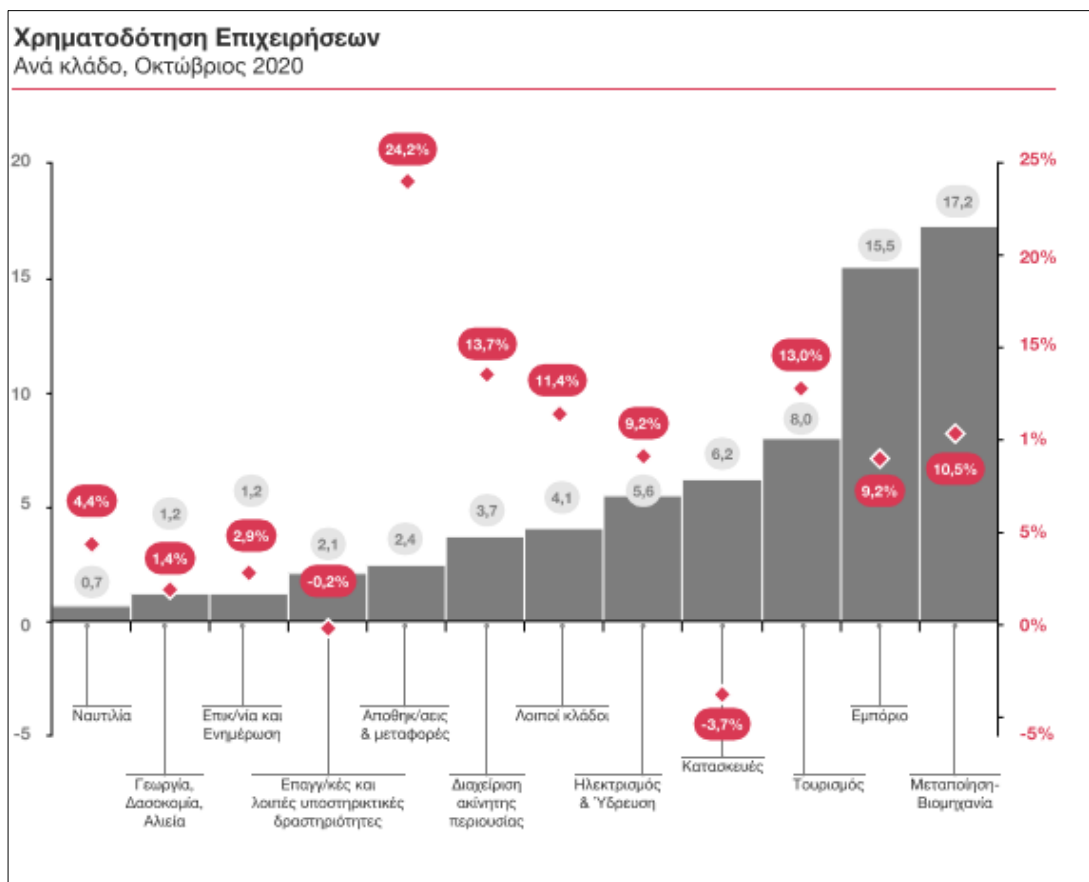 Χρηματοδότηση Επιχειρήσεων
Ανά κλάδο, Οκτώβριος 2020
20
15
10
5
0
-5
25%
20%
15%
1%
5%
0%
-5%
4,4%
0,7
1,2
1,4%
1,2
2,9%
2,1
-0,2%
24,2%
2,4
13,7%
3,7
11,4%
4,1
9,2%
5,6
6,2
-3,7%
13,0%
8,0
15,5
9,2%
17,2
10,5%
Ναυτιλία
Γεωργία,
Δασοκομία,
Αλιεία
Επικ/νία και
Ενημέρωση
Επαγγ/κές και
λοιπές υποστηρικτικές
δραστηριότητες
Αποθηκ/σεις
& μεταφορές
Διαχείριση
ακίνητης
περιουσίας
Λοιποί κλάδοι
Ηλεκτρισμός
& Ύδρευση
Κατασκευές
Τουρισμός
Εμπόριο
Μεταποίηση-
Βιομηχανία